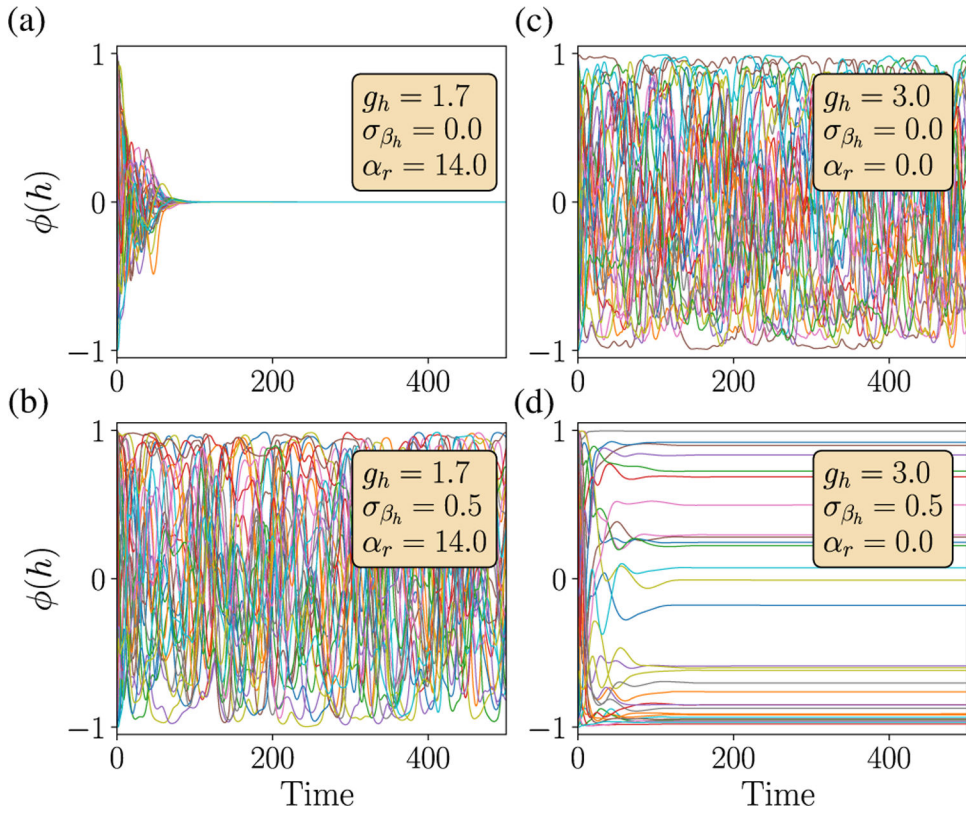 (a)
1
0
−1
ϕ(h)
g_h = 1.7
σ_{β_h} = 0.0
α_r = 14.0
0 200 400
(c)
1
0
−1
g_h = 3.0
σ_{β_h} = 0.0
α_r = 0.0
0 200 400
(b)
1
0
−1
ϕ(h)
g_h = 1.7
σ_{β_h} = 0.5
α_r = 14.0
0 200 400
Time
(d)
1
0
−1
g_h = 3.0
σ_{β_h} = 0.5
α_r = 0.0
0 200 400
Time